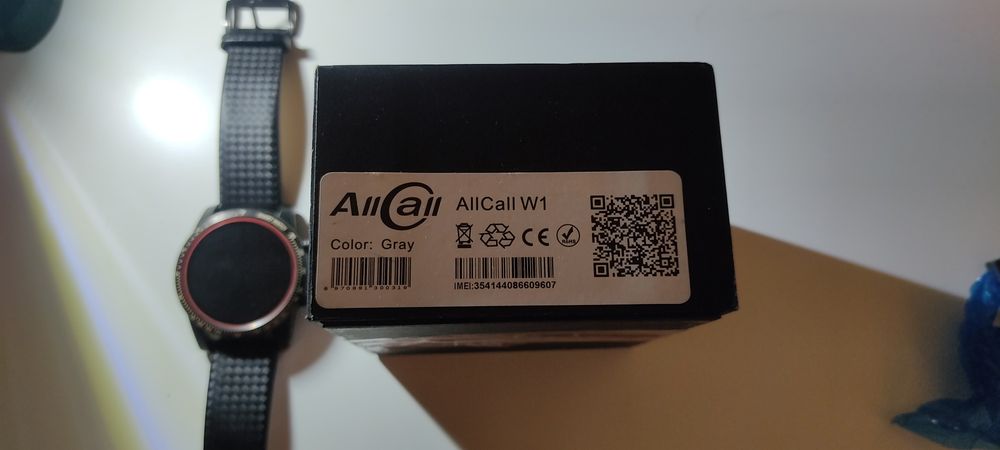 AllCall
AllCall W1
Color: Gray
IMEI:354144086609607